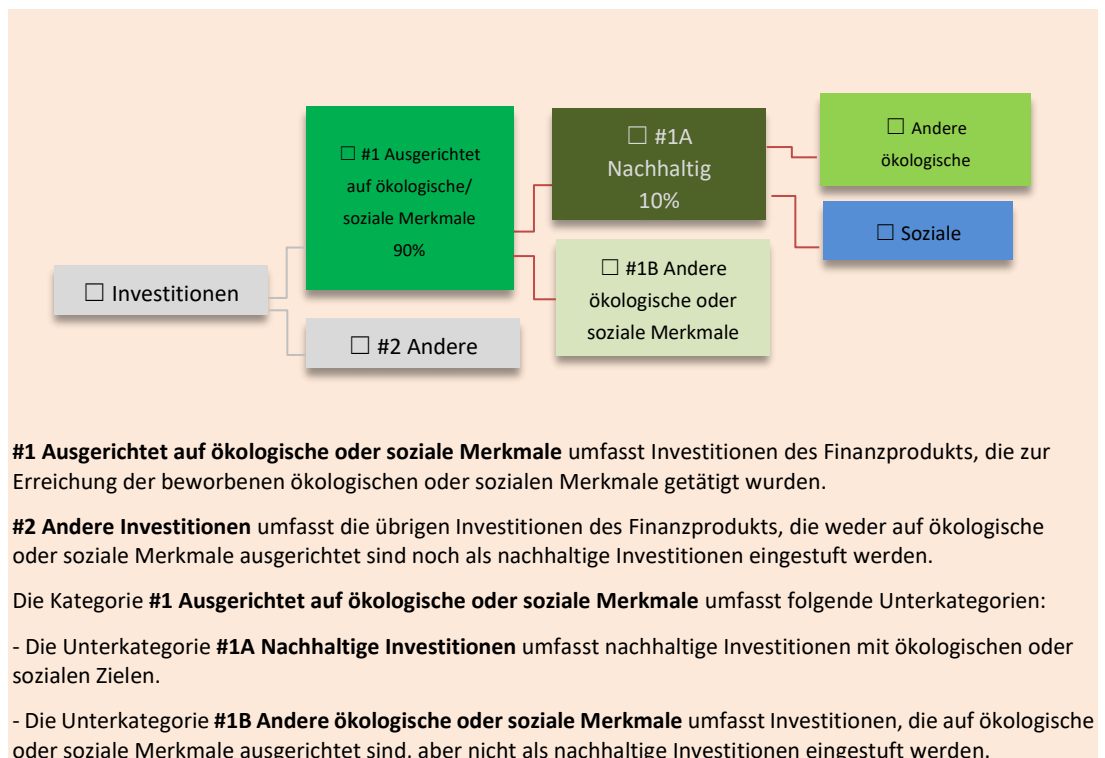 ☐ #1 Ausgerichtet
auf ökologische/
soziale Merkmale
90%
☐ #1A
Nachhaltig
10%
☐ Andere
ökologische
☐ Soziale
☐ Investitionen
☐ #1B Andere
ökologische oder
soziale Merkmale
☐ #2 Andere
#1 Ausgerichtet auf ökologische oder soziale Merkmale umfasst Investitionen des Finanzprodukts, die zur
Erreichung der beworbenen ökologischen oder sozialen Merkmale getätigt wurden.
#2 Andere Investitionen umfasst die übrigen Investitionen des Finanzprodukts, die weder auf ökologische
oder soziale Merkmale ausgerichtet sind noch als nachhaltige Investitionen eingestuft werden.
Die Kategorie #1 Ausgerichtet auf ökologische oder soziale Merkmale umfasst folgende Unterkategorien:
- Die Unterkategorie #1A Nachhaltige Investitionen umfasst nachhaltige Investitionen mit ökologischen oder
sozialen Zielen.
- Die Unterkategorie #1B Andere ökologische oder soziale Merkmale umfasst Investitionen, die auf ökologische
oder soziale Merkmale ausgerichtet sind, aber nicht als nachhaltige Investitionen eingestuft werden.